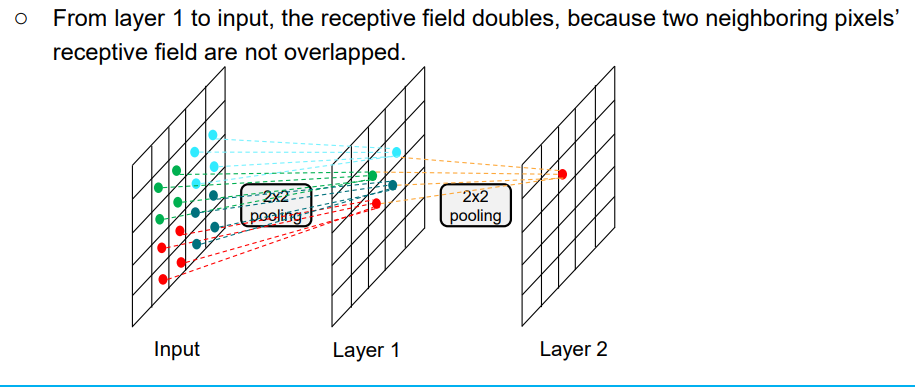 ○ From layer 1 to input, the receptive field doubles, because two neighboring pixels’
receptive field are not overlapped.
2x2
pooling
2x2
pooling
Input
Layer 1
Layer 2